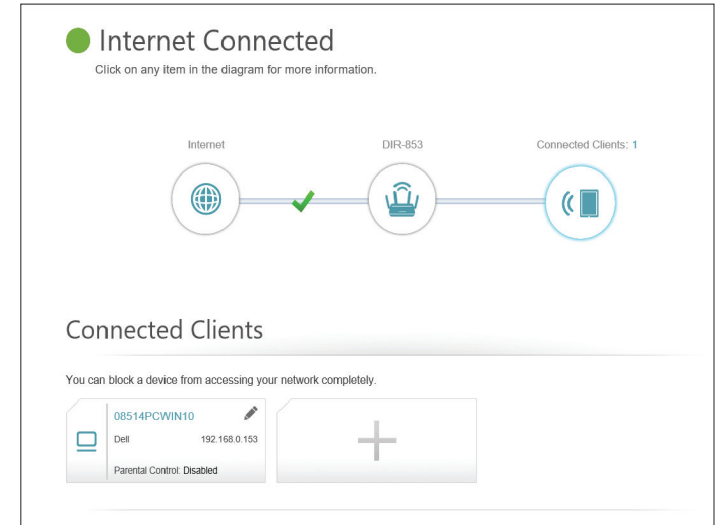 Internet Connected
Click on any item in the diagram for more information.
Internet
DIR-853
Connected Clients: 1
Connected Clients
You can block a device from accessing your network completely.
08514PCWIN10
Dell 192.168.0.153
Parental Control: Disabled